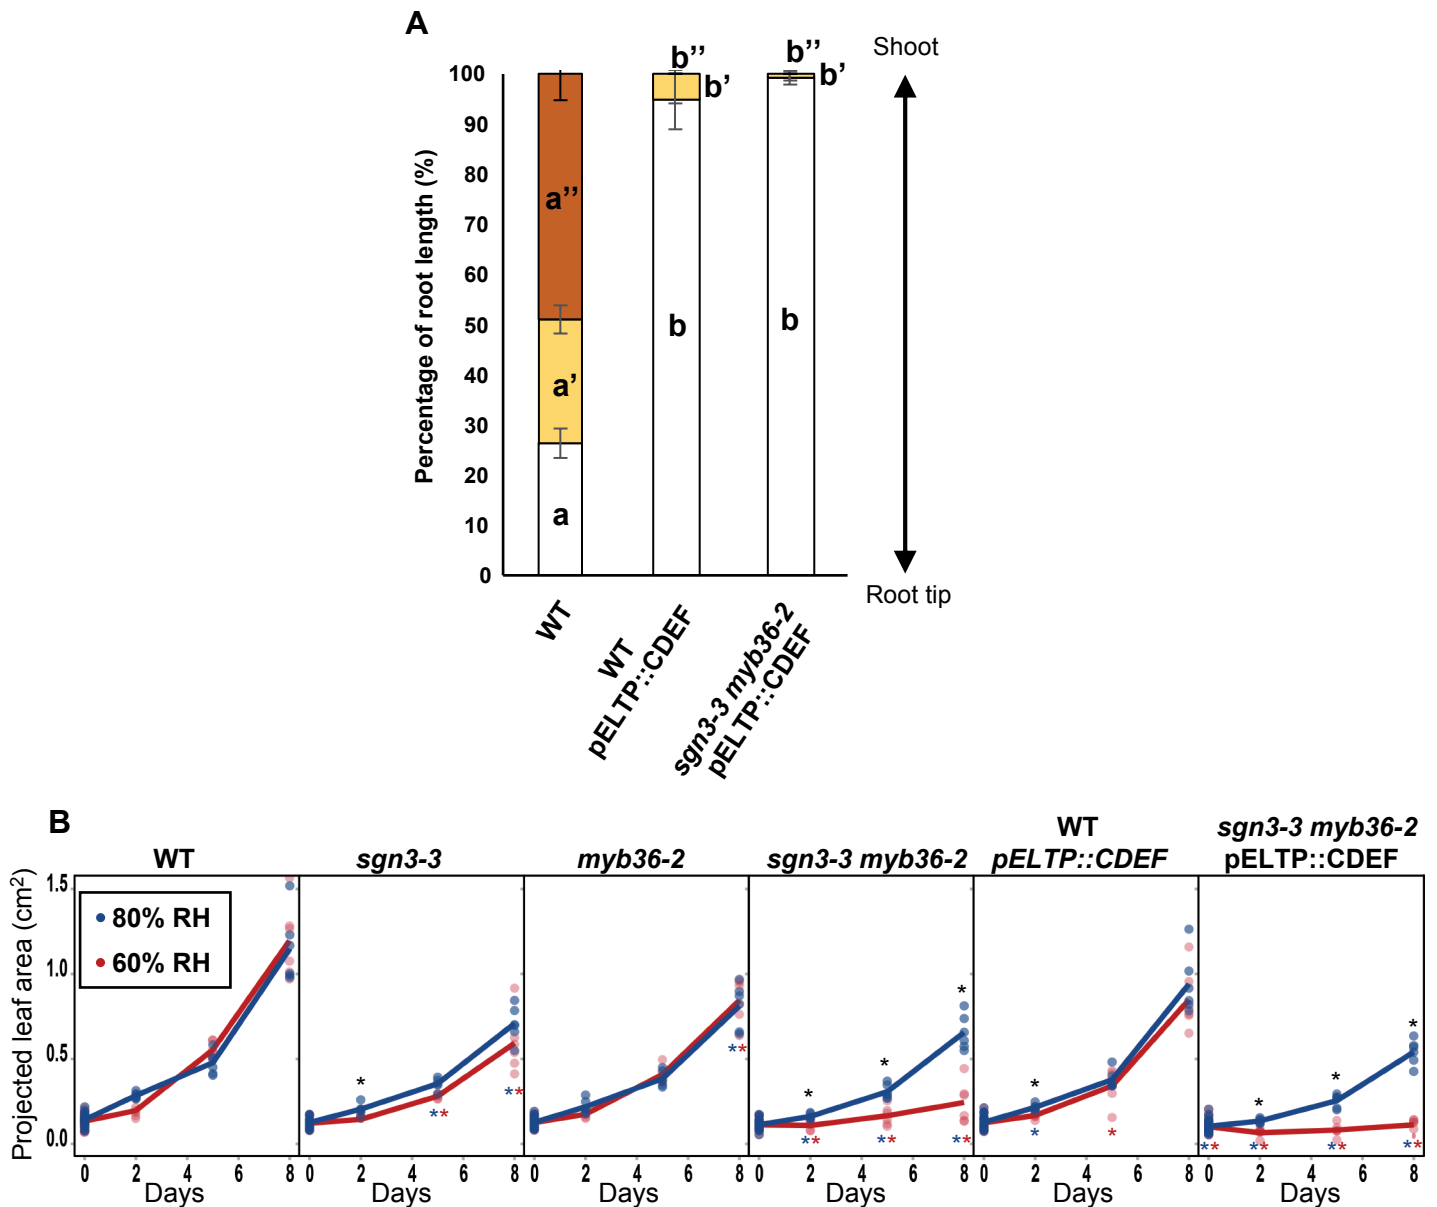 A
Shoot
Percentage of root length (%)
100
90
80
70
60
50
40
30
20
10
0
a’’
a’
a
b’’
b’
b
b’’
b’
b
Root tip
WT
WT
pELTP::CDEF
sgn3-3 myb36-2
pELTP::CDEF
B
WT
sgn3-3
myb36-2
sgn3-3 myb36-2
WT
pELTP::CDEF
sgn3-3 myb36-2
pELTP::CDEF
Projected leaf area (cm2)
1.5
1.0
0.5
0.0
80% RH
60% RH
*
**
**
**
*
**
*
**
*
**
*
*
*
**
*
**
*
**
*
**
0 2 4 6 8
0 2 4 6 8
0 2 4 6 8
0 2 4 6 8
0 2 4 6 8
0 2 4 6 8
Days
Days
Days
Days
Days
Days